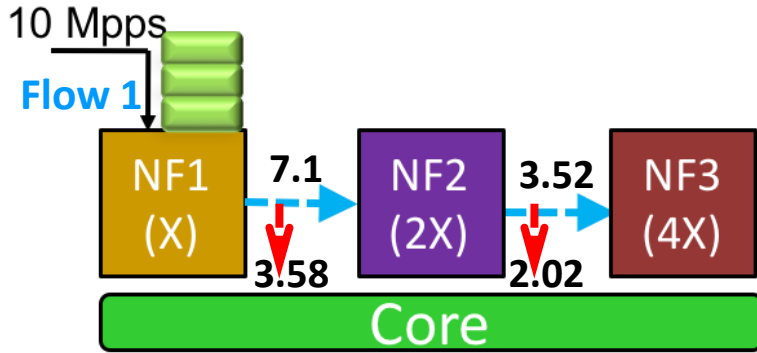 10 Mpps
Flow 1
NF1
(X)
7.1
3.58
NF2
(2X)
3.52
2.02
NF3
(4X)
Core